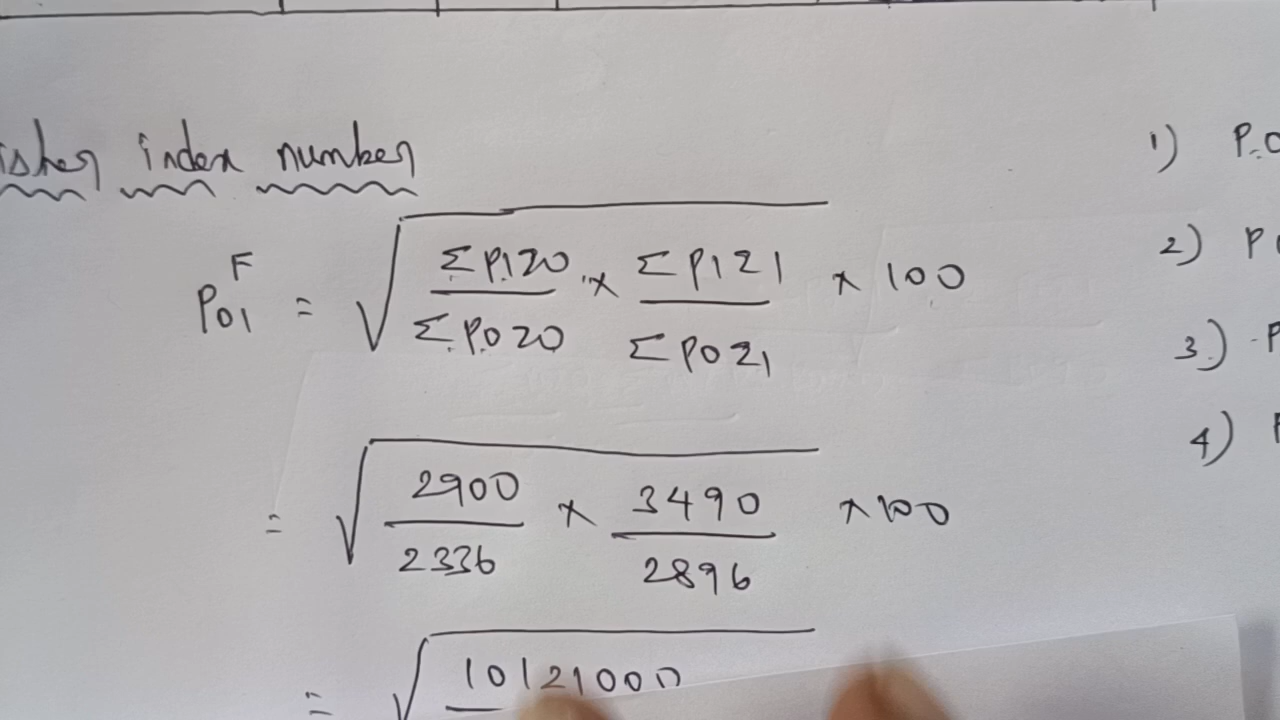 isher index number
P01^F = √ ΣP1q0 / ΣP0q0 × ΣP1q1 / ΣP0q1 × 100
= √ 2900 / 2336 × 3490 / 2896 × 100
= √ 10121000
1) P.0
2) P
3.) P
4)